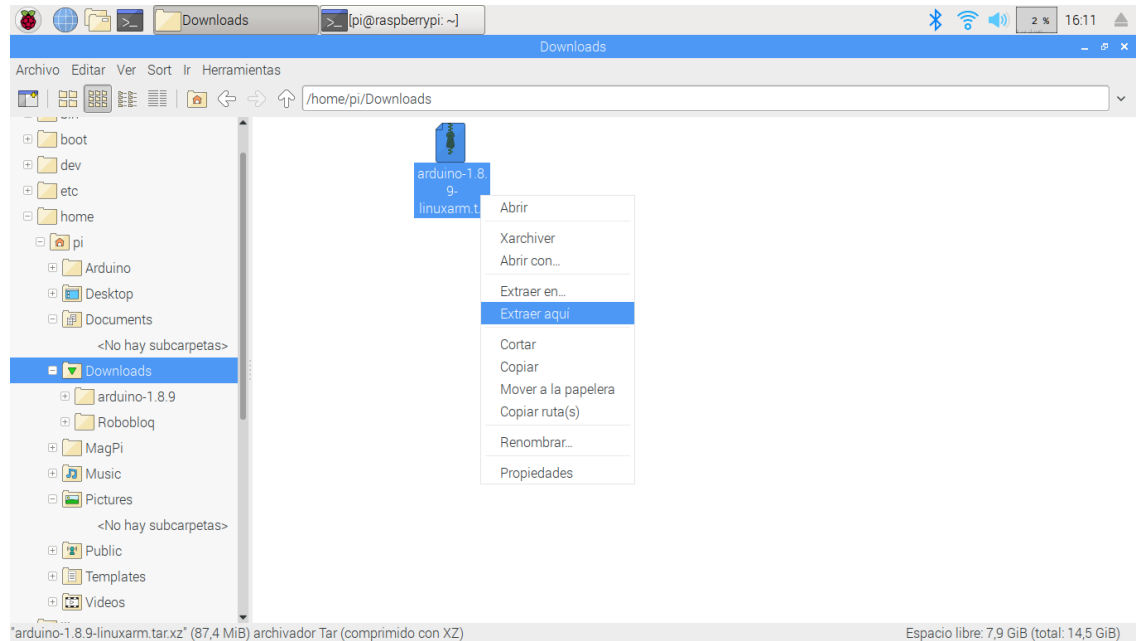 Downloads
[pi@raspberrypi: ~]
2 %
16:11
Downloads
Archivo Editar Ver Sort Ir Herramientas
/home/pi/Downloads
boot
dev
etc
home
pi
Arduino
Desktop
Documents
<No hay subcarpetas>
Downloads
arduino-1.8.9
Robobloq
MagPi
Music
Pictures
<No hay subcarpetas>
Public
Templates
Videos
arduino-1.8.
9-
linuxarm.t
Abrir
Xarchiver
Abrir con...
Extraer en...
Extraer aquí
Cortar
Copiar
Mover a la papelera
Copiar ruta(s)
Renombrar...
Propiedades
"arduino-1.8.9-linuxarm.tar.xz" (87,4 MiB) archivador Tar (comprimido con XZ)
Espacio libre: 7,9 GiB (total: 14,5 GiB)